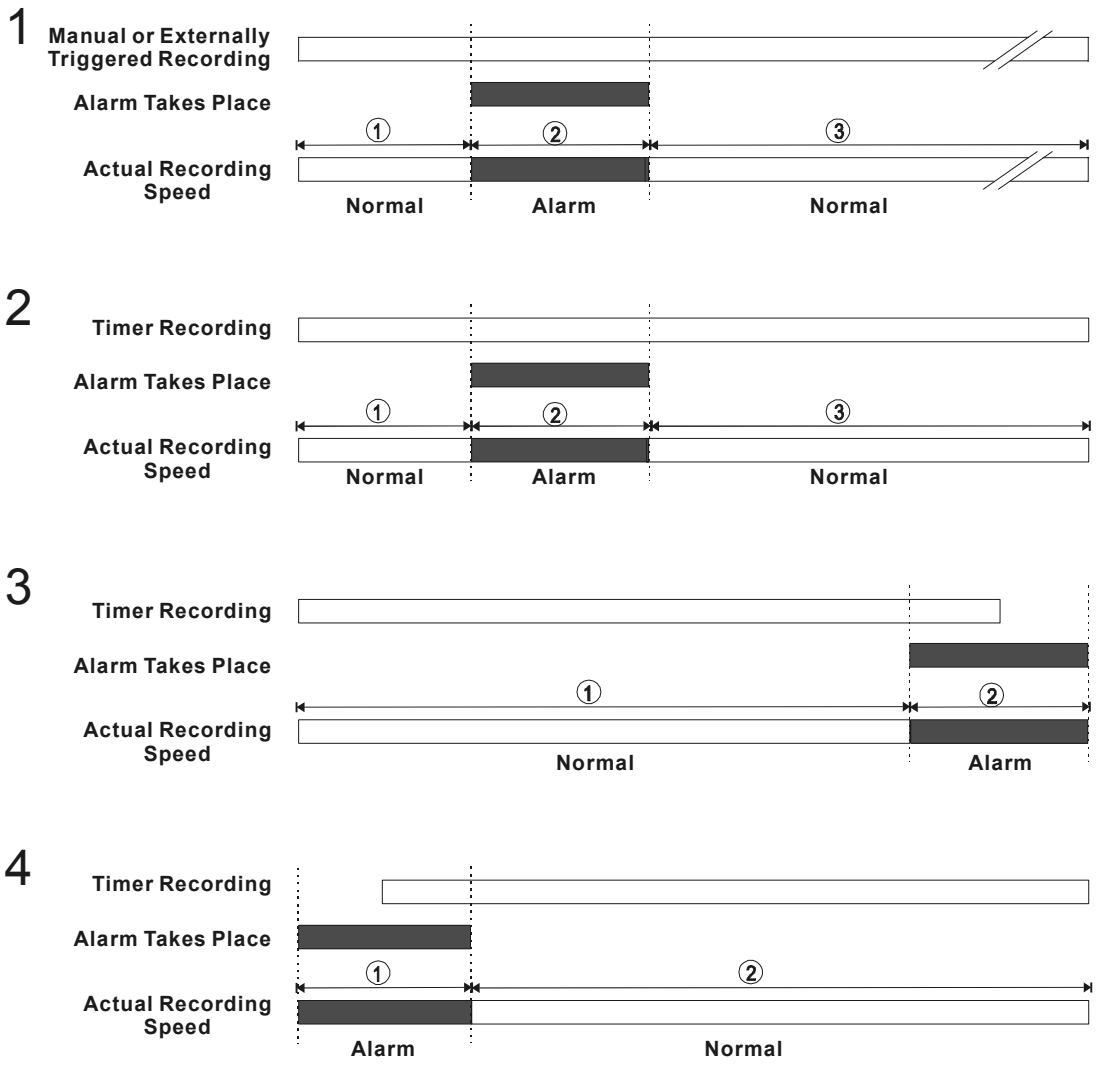 1
Manual or Externally
Triggered Recording
Alarm Takes Place
① ② ③
Actual Recording
Speed
Normal Alarm Normal
2
Timer Recording
Alarm Takes Place
① ② ③
Actual Recording
Speed
Normal Alarm Normal
3
Timer Recording
Alarm Takes Place
① ②
Actual Recording
Speed
Normal Alarm
4
Timer Recording
Alarm Takes Place
① ②
Actual Recording
Speed
Alarm Normal